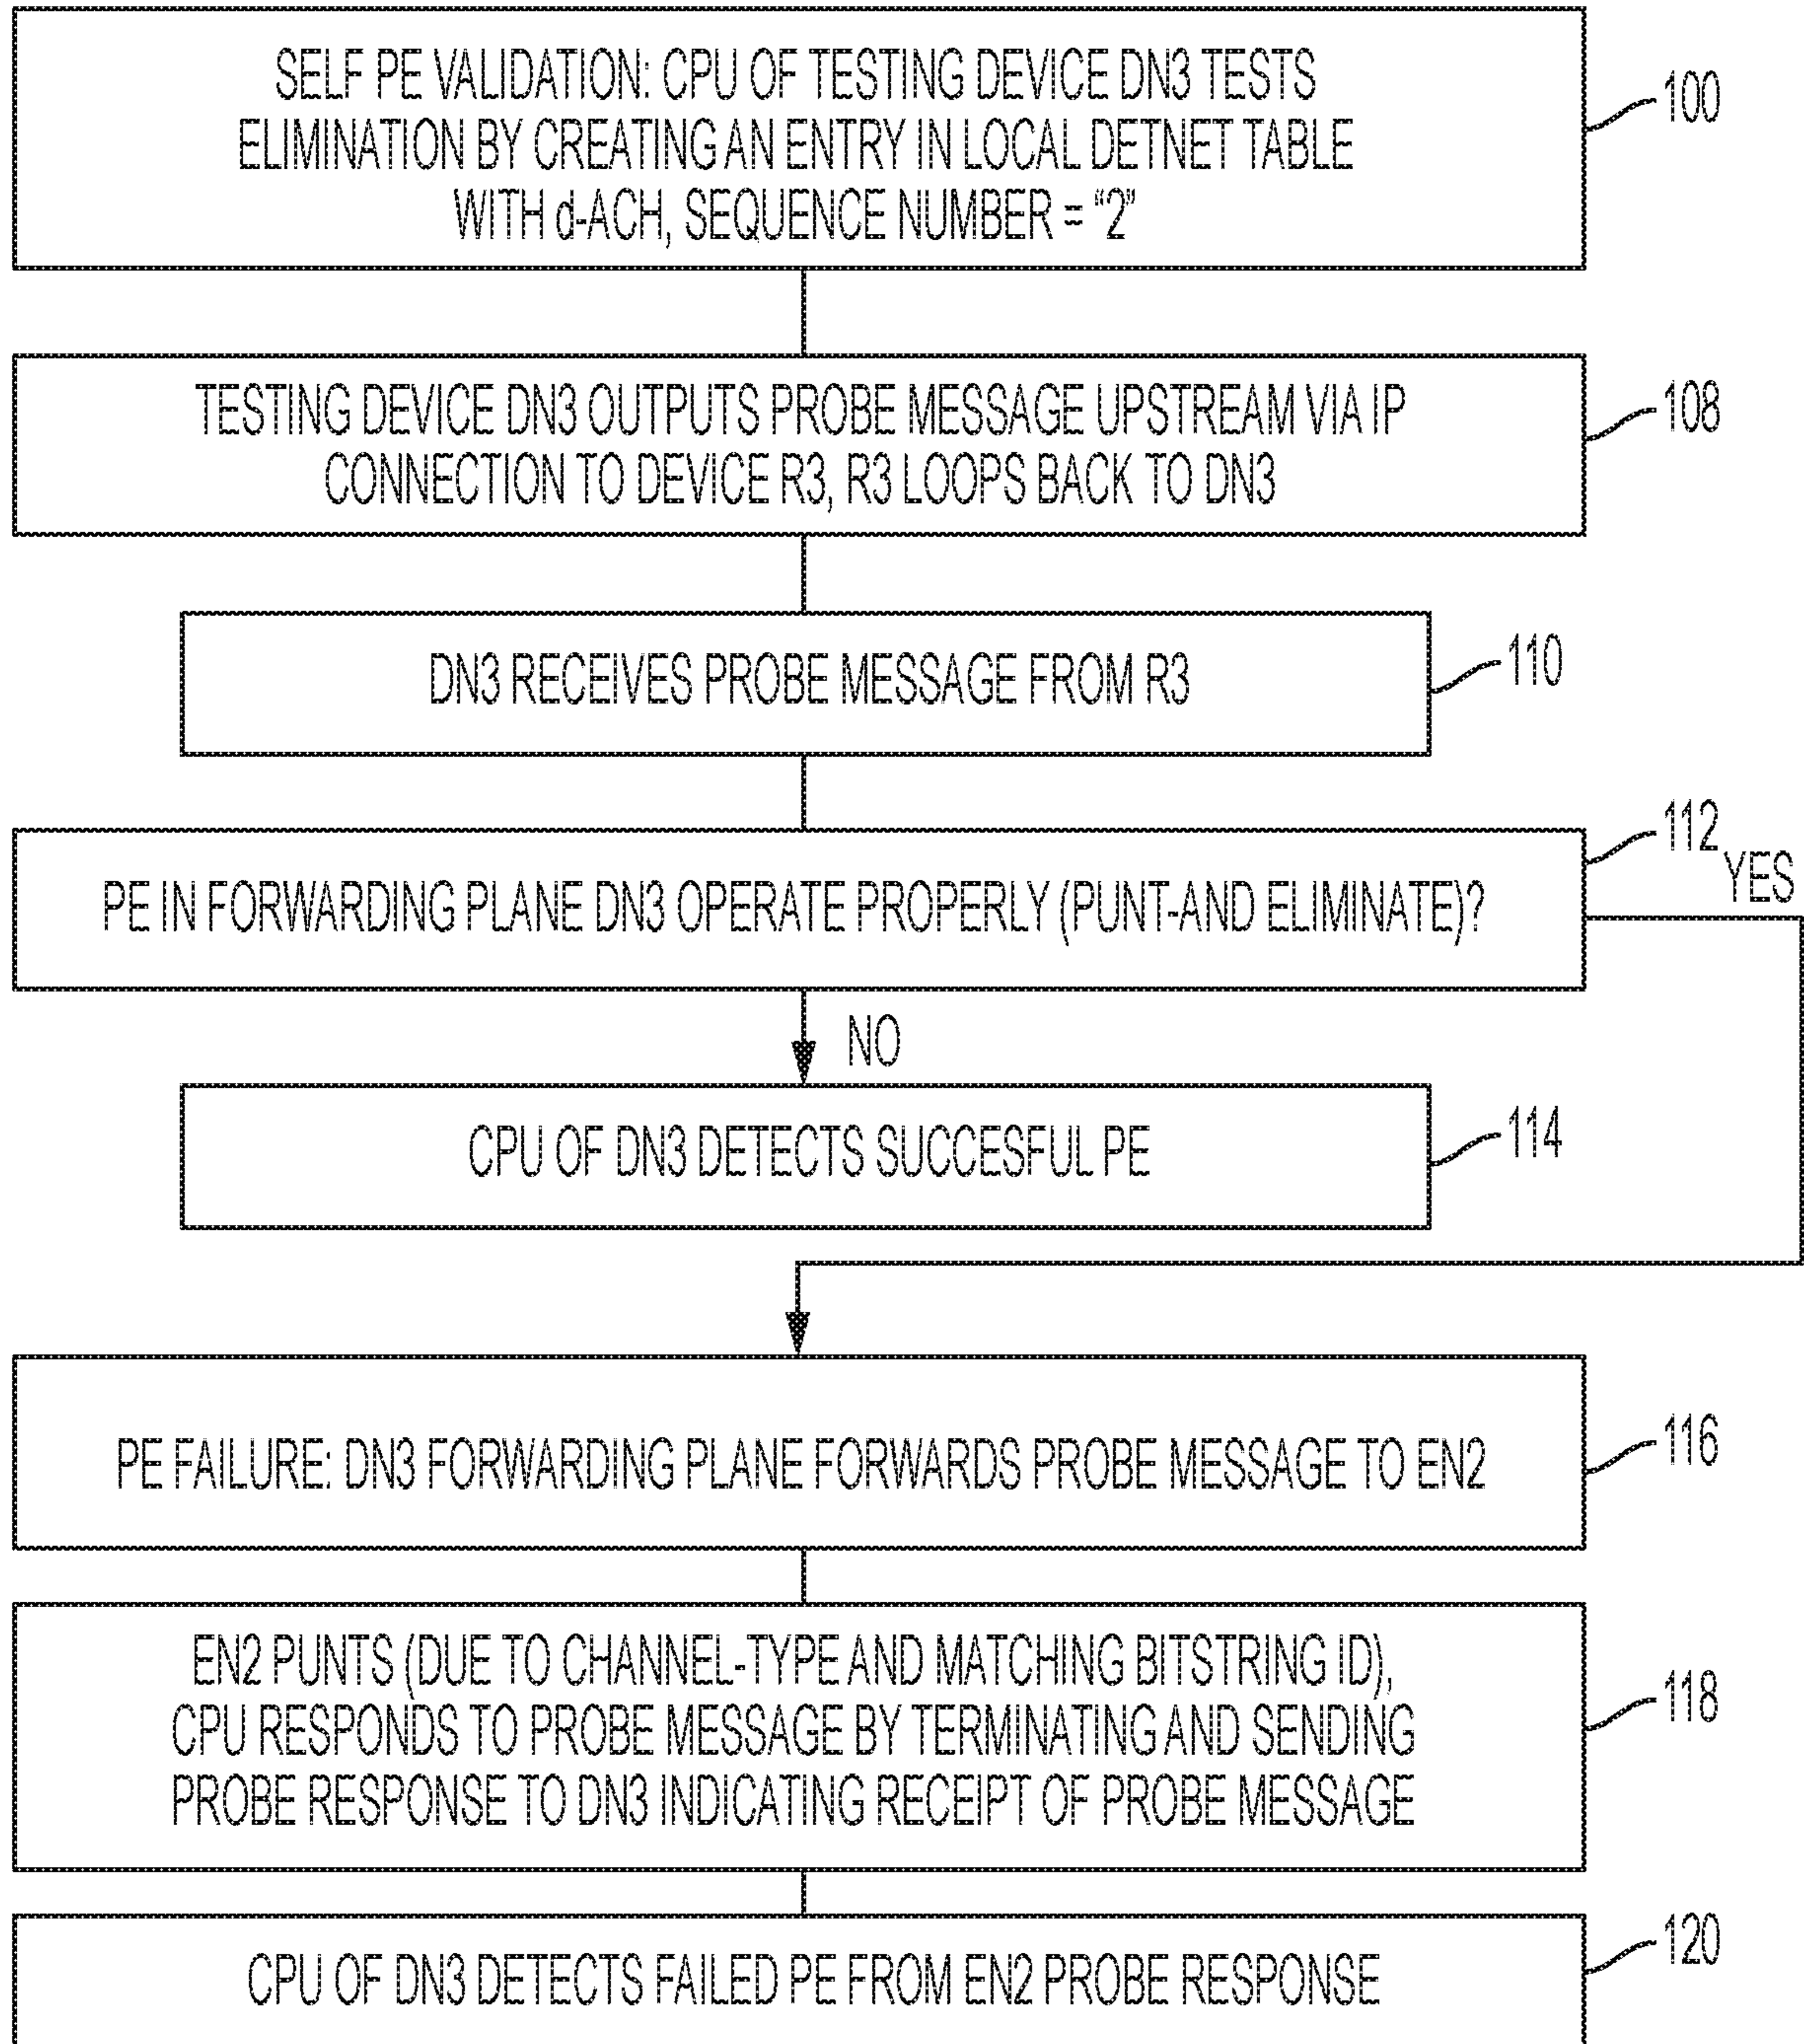 SELF PE VALIDATION: CPU OF TESTING DEVICE DN3 TESTS
ELIMINATION BY CREATING AN ENTRY IN LOCAL DETNET TABLE
WITH d-ACH, SEQUENCE NUMBER = “2”
100
TESTING DEVICE DN3 OUTPUTS PROBE MESSAGE UPSTREAM VIA IP
CONNECTION TO DEVICE R3, R3 LOOPS BACK TO DN3
108
DN3 RECEIVES PROBE MESSAGE FROM R3
110
PE IN FORWARDING PLANE DN3 OPERATE PROPERLY (PUNT-AND ELIMINATE)?
112
YES
NO
CPU OF DN3 DETECTS SUCCESFUL PE
114
PE FAILURE: DN3 FORWARDING PLANE FORWARDS PROBE MESSAGE TO EN2
116
EN2 PUNTS (DUE TO CHANNEL-TYPE AND MATCHING BITSTRING ID),
CPU RESPONDS TO PROBE MESSAGE BY TERMINATING AND SENDING
PROBE RESPONSE TO DN3 INDICATING RECEIPT OF PROBE MESSAGE
118
CPU OF DN3 DETECTS FAILED PE FROM EN2 PROBE RESPONSE
120